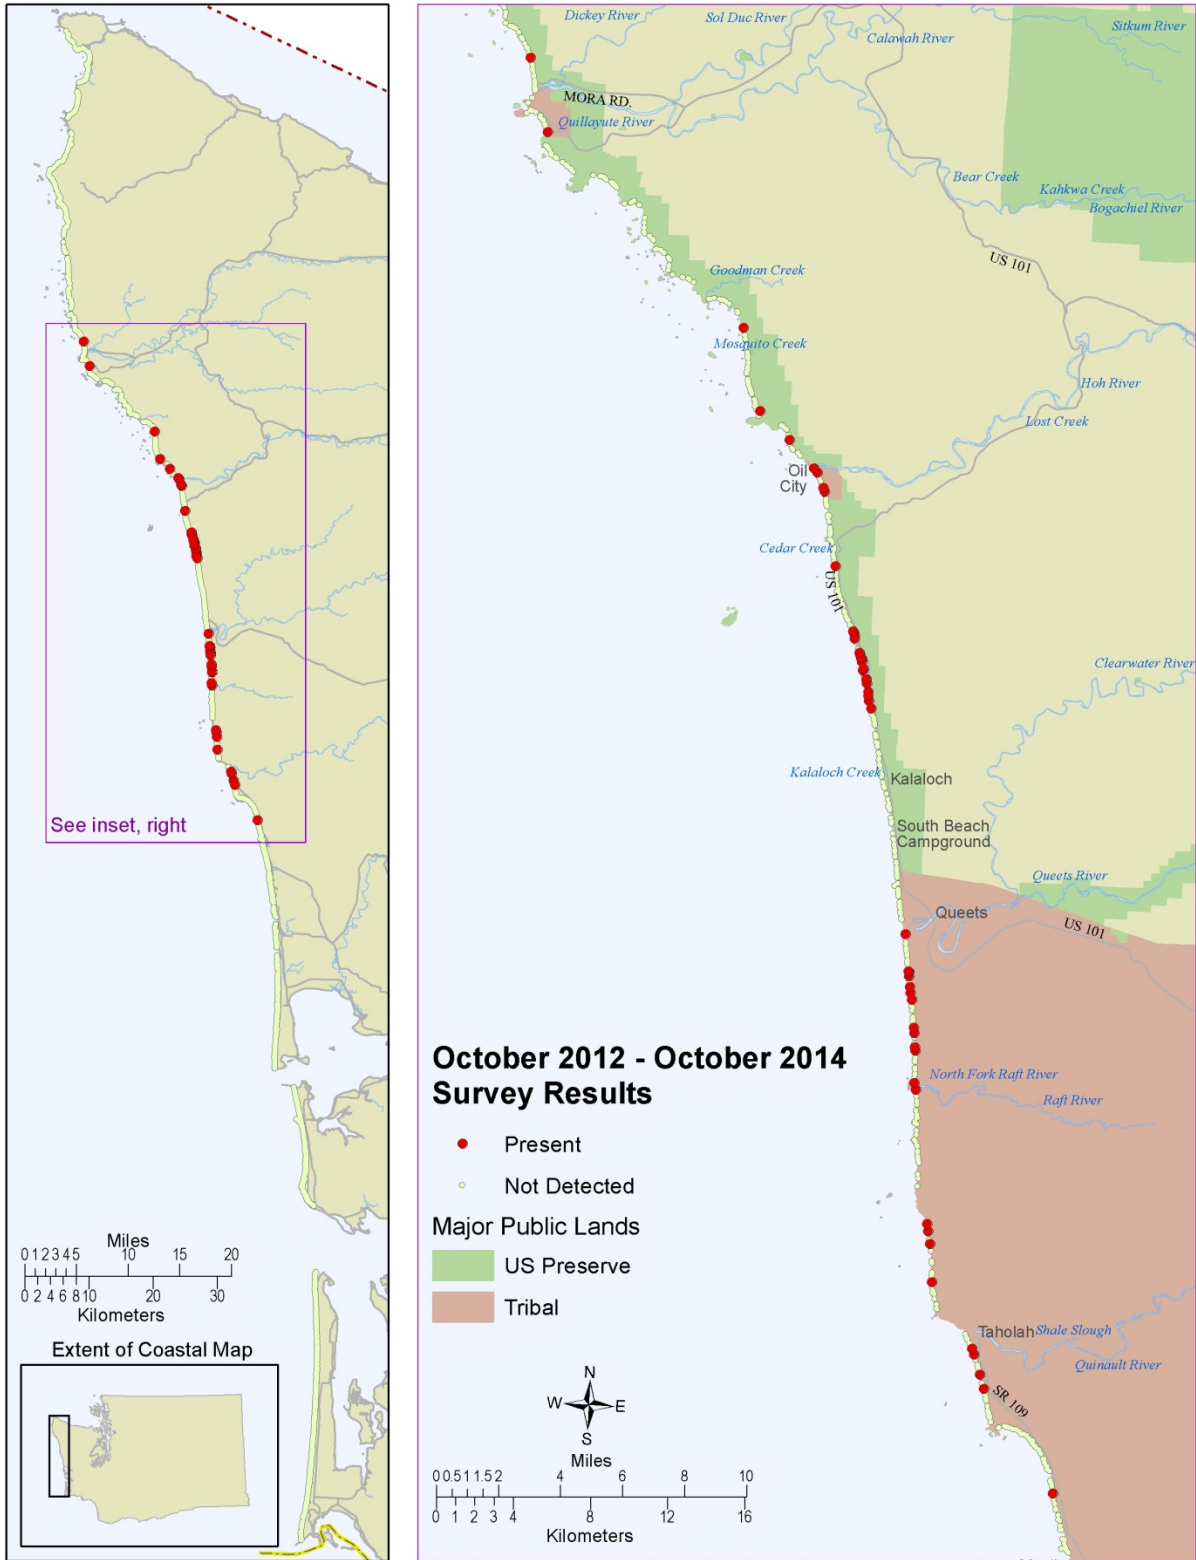 See inset, right
Miles
0 1 2 3 4 5 10 15 20
0 2 4 6 8 10 20 30
Kilometers
Extent of Coastal Map
Dickey River
Sol Duc River
Calawah River
Sitkum River
MORA RD.
Quillayute River
Bear Creek
Kahkwa Creek
Bogachiel River
US 101
Goodman Creek
Mosquito Creek
Hoh River
Lost Creek
Oil
City
Cedar Creek
US 101
Clearwater River
Kalaloch Creek
Kalaloch
South Beach
Campground
Queets River
Queets
US 101
October 2012 - October 2014
Survey Results
North Fork Raft River
Raft River
Present
Not Detected
Major Public Lands
US Preserve
Tribal
Taholah
Shale Slough
Quinault River
SR 109
N
W
E
S
Miles
0 0.5 1 1.5 2 4 6 8 10
0 1 2 3 4 8 12 16
Kilometers